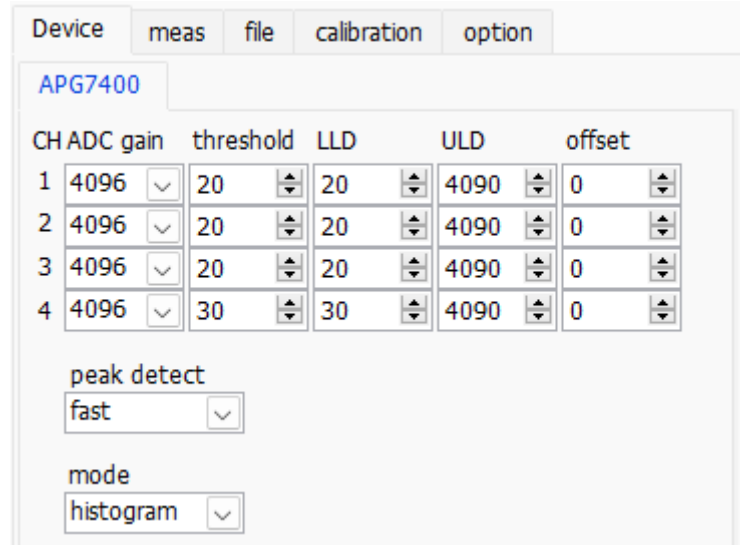 Device meas file calibration option
APG7400
CH ADC gain threshold LLD ULD offset
1 4096 20 20 4090 0
2 4096 20 20 4090 0
3 4096 20 20 4090 0
4 4096 30 30 4090 0
peak detect
fast
mode
histogram